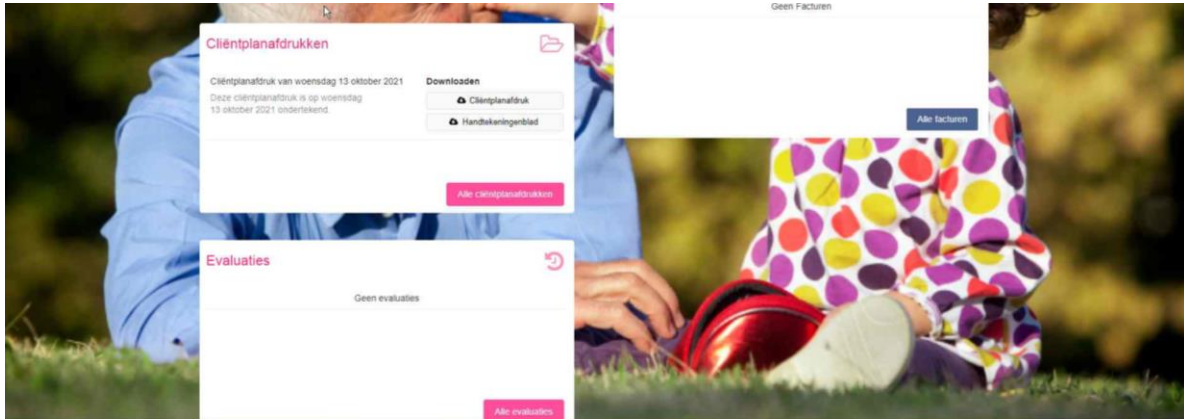 Cliëntplanafdrukken
Cliëntplanafdruk van woensdag 13 oktober 2021
Deze cliëntplanafdruk is op woensdag
13 oktober 2021 ondertekend.
Downloaden
Cliëntplanafdruk
Handtekeningenblad
Alle cliëntplanafdrukken
Evaluaties
Geen evaluaties
Alle evaluaties
Geen Facturen
Alle facturen